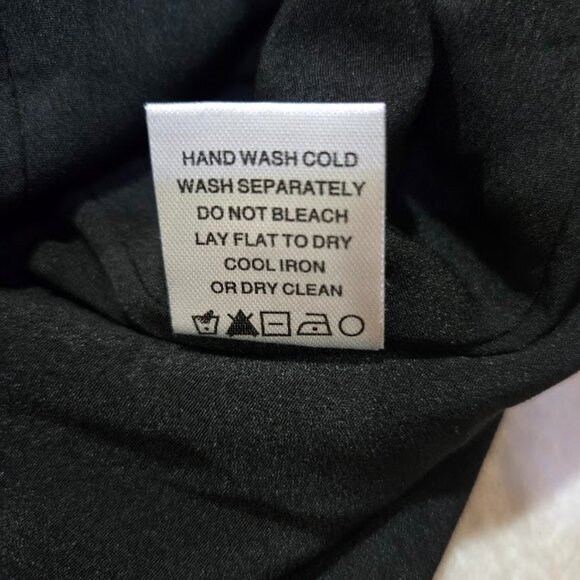 HAND WASH COLD
WASH SEPARATELY
DO NOT BLEACH
LAY FLAT TO DRY
COOL IRON
OR DRY CLEAN